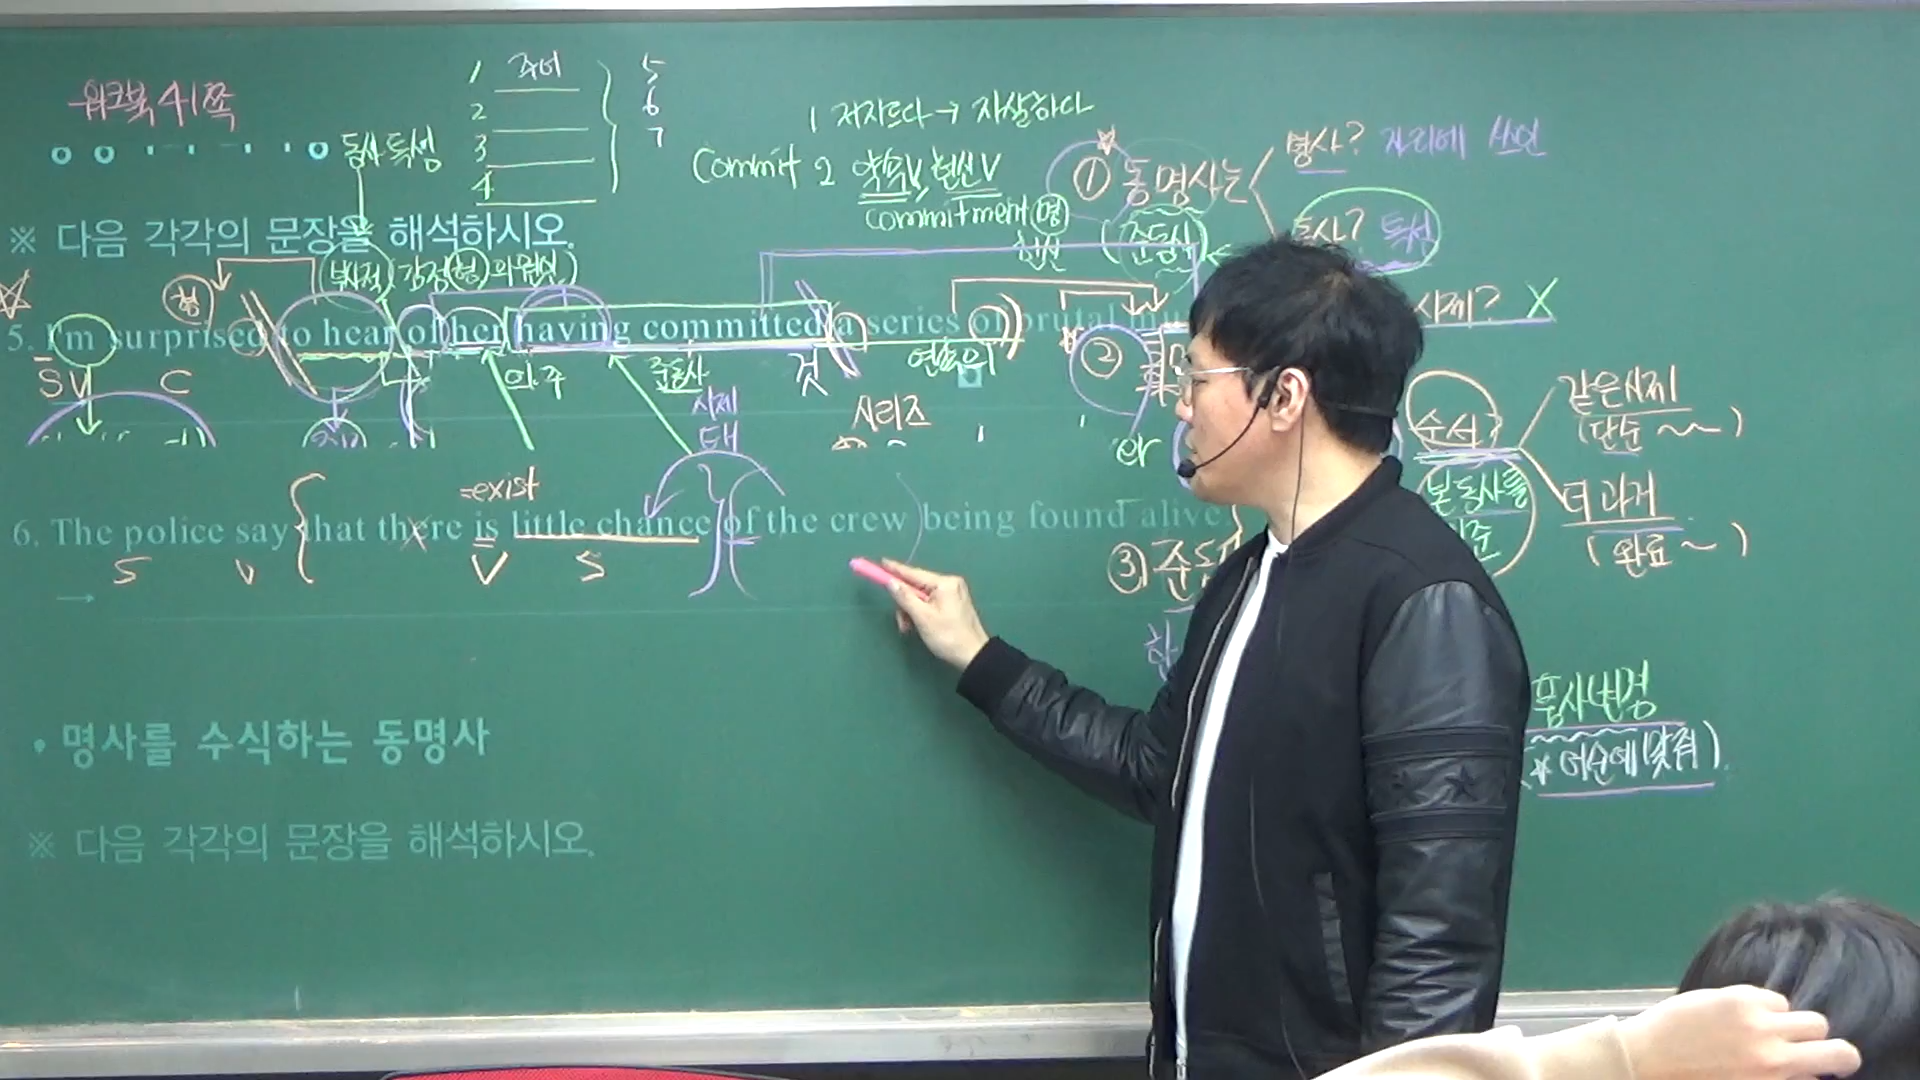 워크북 41쪽
1 주어
2
3
4
5
6
7
동사 특성
1 저지르다 → 자살하다
Commit 2 약속V, 헌신V
commitment 명
헌신
① 동명사는
명사? 자리에 쓰인
동사? 특성
(준동사)
시제? X
※ 다음 각각의 문장을 해석하시오.
형
부사적 (감정(형)의 원인)
5. I'm surprised to hear of her having committed a series of brutal
S V C
의.주
준동사
것
연속의
시제
태
시리즈
②
수식?
같은시제
(단순 ~~)
본동사를
기준
더 과거
(완료~)
=exist
6. The police say that there is little chance of the crew being found alive.
S V V S
→
③ 준동
품사변경
★ 어순에 맞춰)
• 명사를 수식하는 동명사
※ 다음 각각의 문장을 해석하시오.